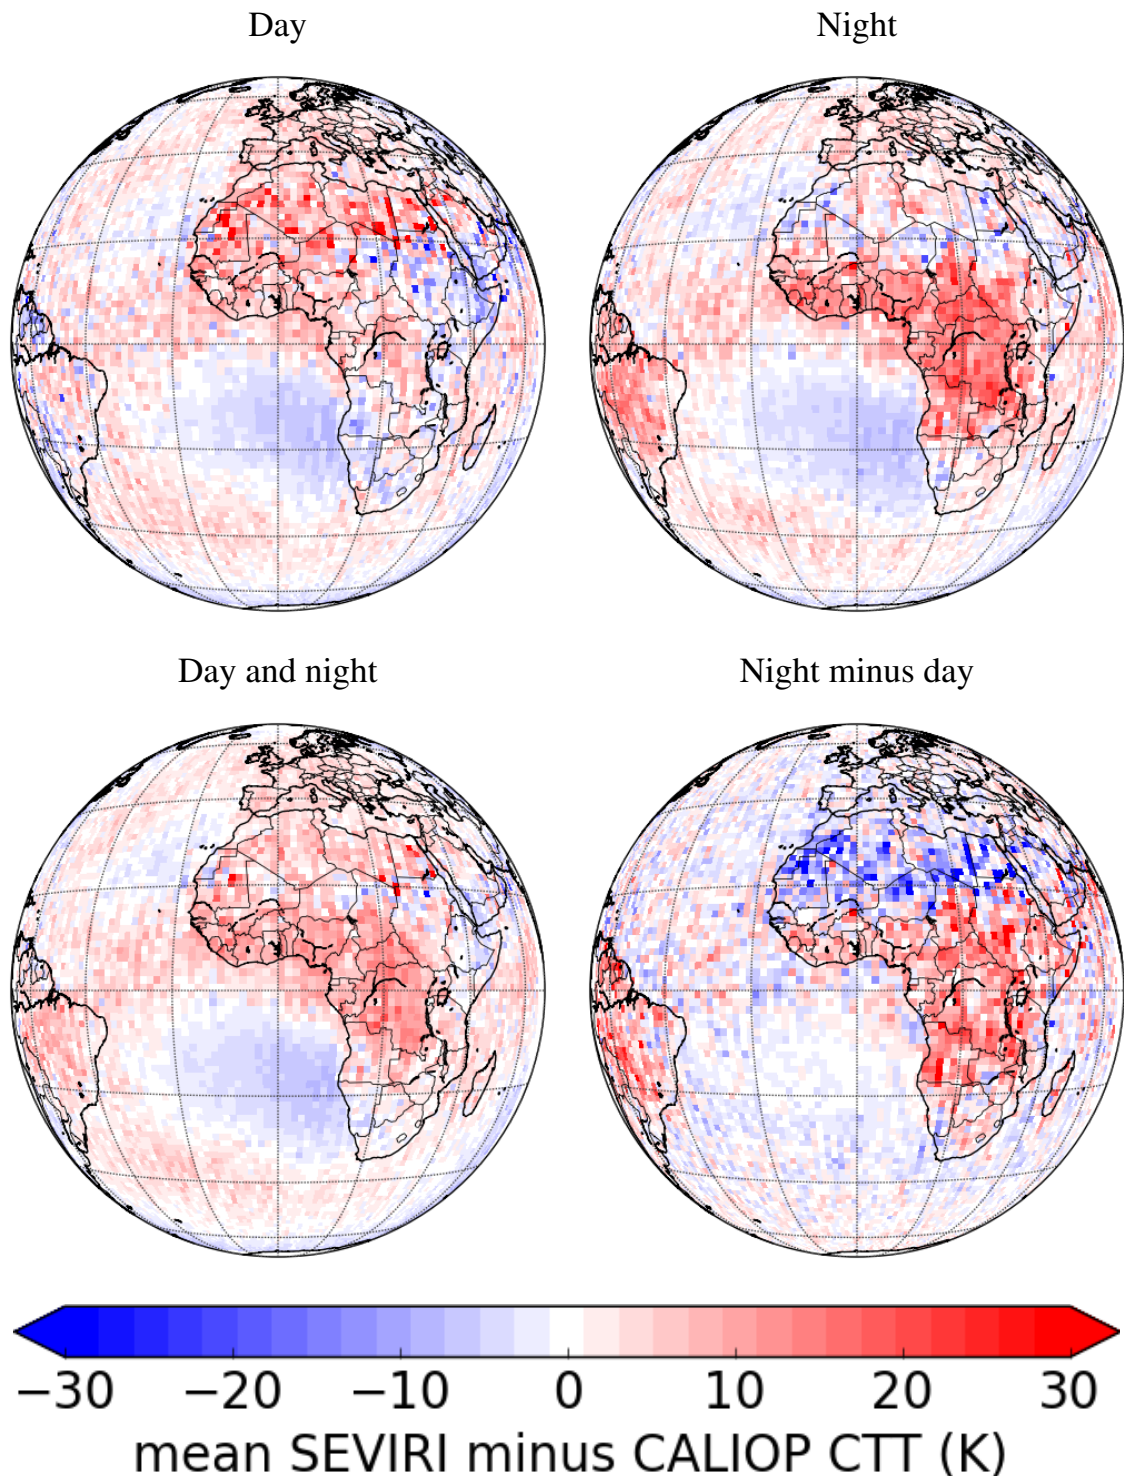 Day
Night
Day and night
Night minus day
−30 −20 −10 0 10 20 30
mean SEVIRI minus CALIOP CTT (K)